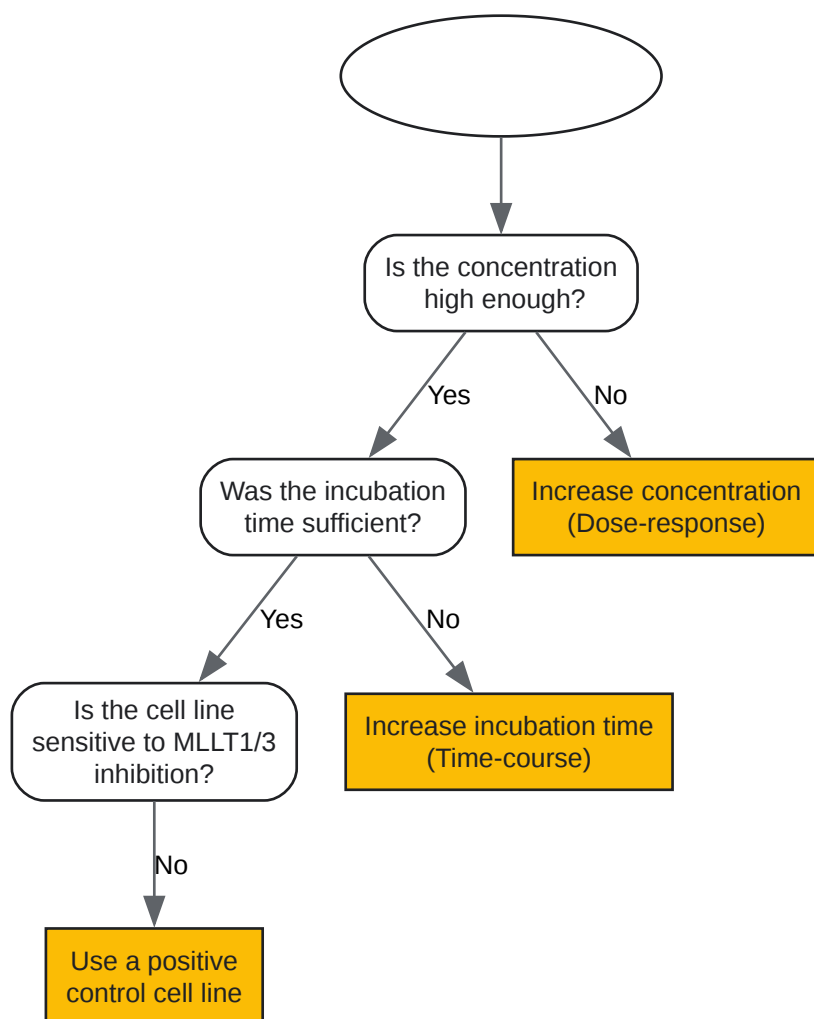 Is the concentration
high enough?
Yes
No
Was the incubation
time sufficient?
Increase concentration
(Dose-response)
Yes
No
Is the cell line
sensitive to MLLT1/3
inhibition?
Increase incubation time
(Time-course)
No
Use a positive
control cell line